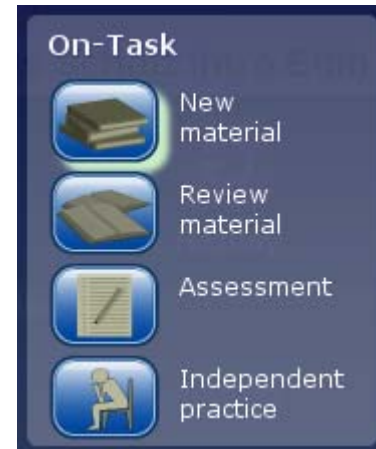 On-Task
New
material
Review
material
Assessment
Independent
practice